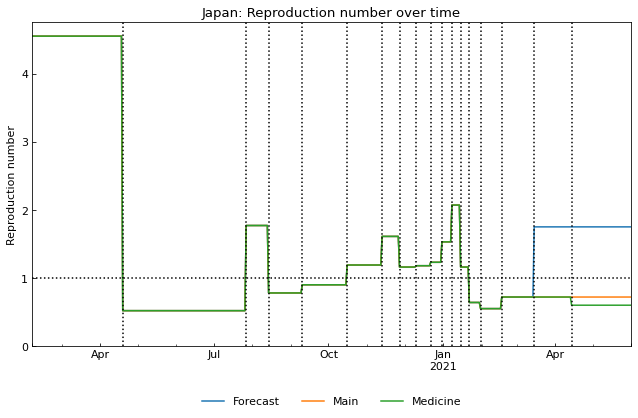 Japan: Reproduction number over time
Reproduction number
4
3
2
1
0
Apr
Jul
Oct
Jan
2021
Apr
Forecast
Main
Medicine